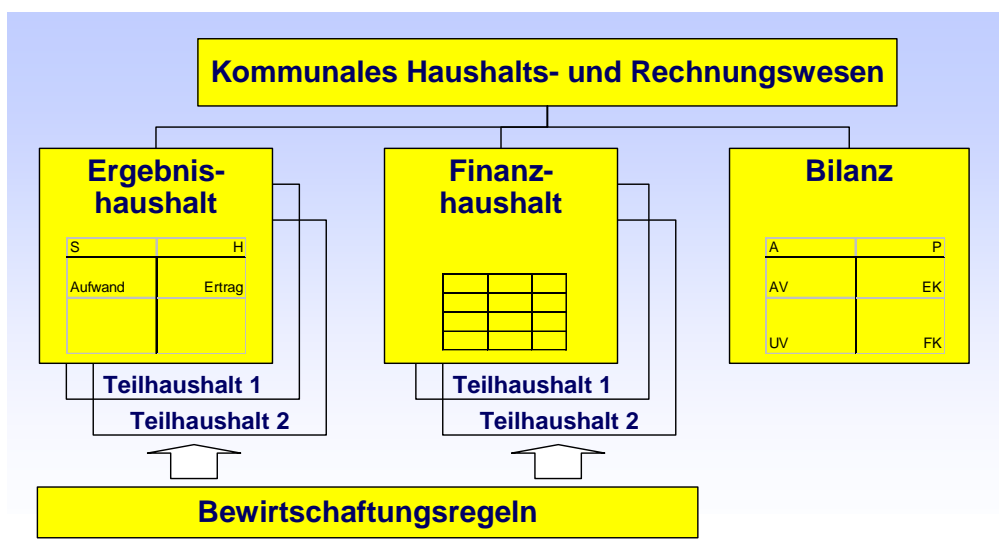 Kommunales Haushalts- und Rechnungswesen
Ergebnis-
haushalt
S H
Aufwand Ertrag
Teilhaushalt 1
Teilhaushalt 2
Finanz-
haushalt
Teilhaushalt 1
Teilhaushalt 2
Bilanz
A P
AV EK
UV FK
Bewirtschaftungsregeln